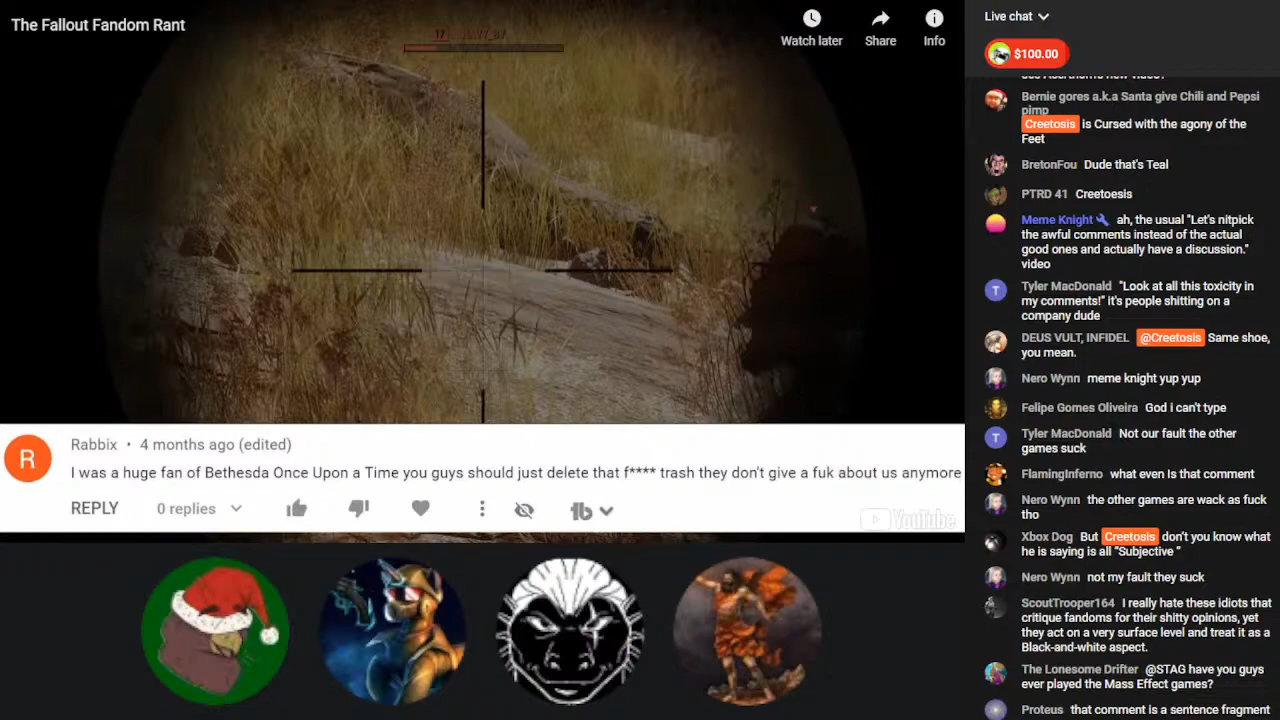 The Fallout Fandom Rant
Watch later
Share
Info
Rabbix • 4 months ago (edited)
I was a huge fan of Bethesda Once Upon a Time you guys should just delete that f**** trash they don't give a fuk about us anymore
REPLY
0 replies
YouTube
R
Live chat
$100.00
Bernie gores a.k.a Santa give Chili and Pepsi
pimp
Creetosis is Cursed with the agony of the
Feet
BretonFou Dude that's Teal
PTRD 41 Creetoesis
Meme Knight ah, the usual "Let's nitpick
the awful comments instead of the actual
good ones and actually have a discussion."
video
T
Tyler MacDonald "Look at all this toxicity in
my comments!" it's people shitting on a
company dude
DEUS VULT, INFIDEL @Creetosis Same shoe,
you mean.
Nero Wynn meme knight yup yup
Felipe Gomes Oliveira God i can't type
T
Tyler MacDonald Not our fault the other
games suck
FlamingInferno what even Is that comment
Nero Wynn the other games are wack as fuck
tho
Xbox Dog But Creetosis don't you know what
he is saying is all "Subjective "
Nero Wynn not my fault they suck
ScoutTrooper164 I really hate these idiots that
critique fandoms for their shitty opinions, yet
they act on a very surface level and treat it as a
Black-and-white aspect.
The Lonesome Drifter @STAG have you guys
ever played the Mass Effect games?
Proteus that comment is a sentence fragment